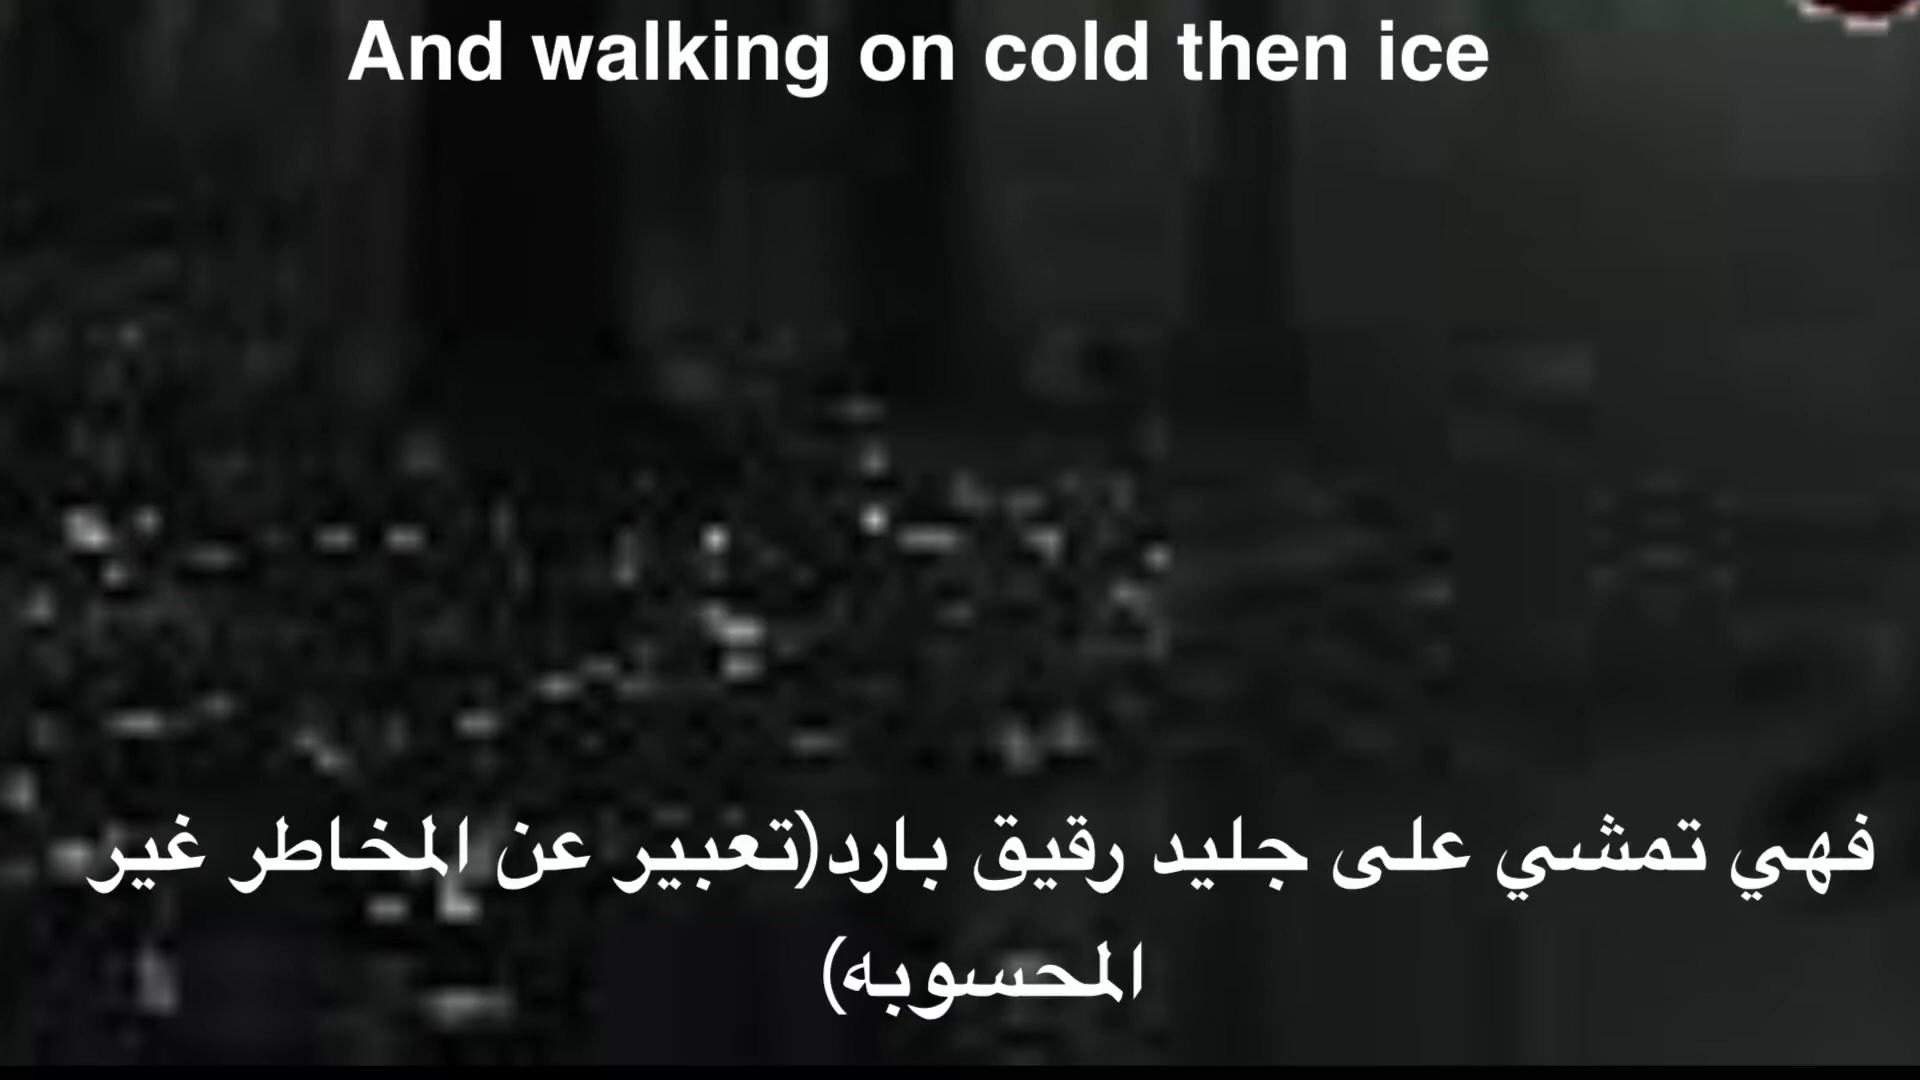 And walking on cold then ice
فهي تمشي على جليد رقيق بارد(تعبير عن المخاطر غير
المحسوبه)